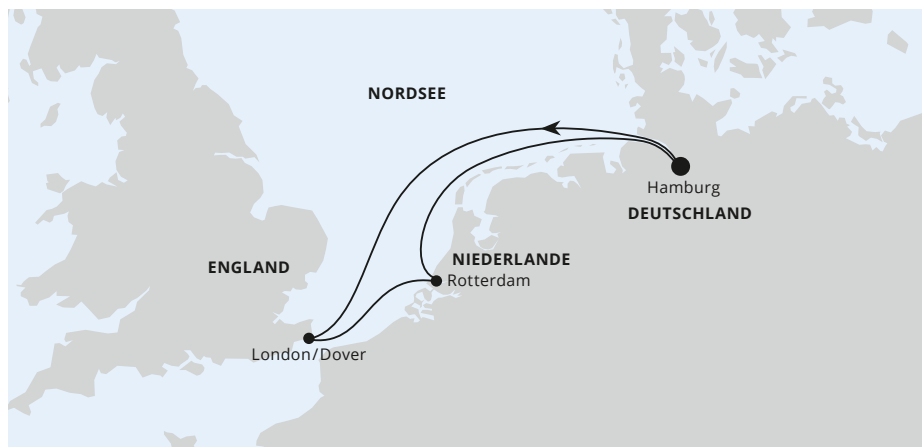 NORDSEE
Hamburg
DEUTSCHLAND
ENGLAND
NIEDERLANDE
Rotterdam
London/Dover